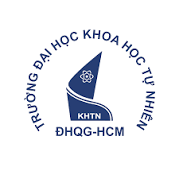 TRƯỜNG ĐẠI HỌC KHOA HỌC TỰ NHIÊN
KHTN
ĐHQG-HCM